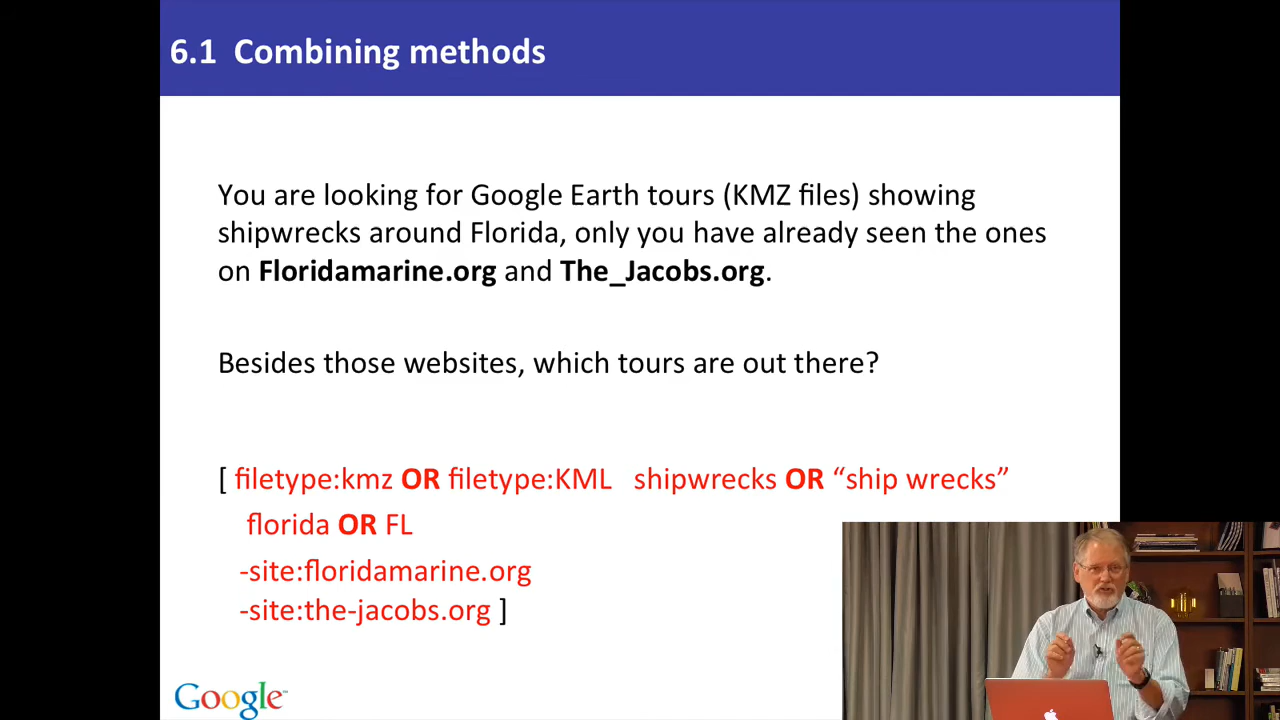 6.1 Combining methods
You are looking for Google Earth tours (KMZ files) showing
shipwrecks around Florida, only you have already seen the ones
on Floridamarine.org and The_Jacobs.org.
Besides those websites, which tours are out there?
[ filetype:kmz OR filetype:KML shipwrecks OR “ship wrecks”
florida OR FL
-site:floridamarine.org
-site:the-jacobs.org ]
Google™